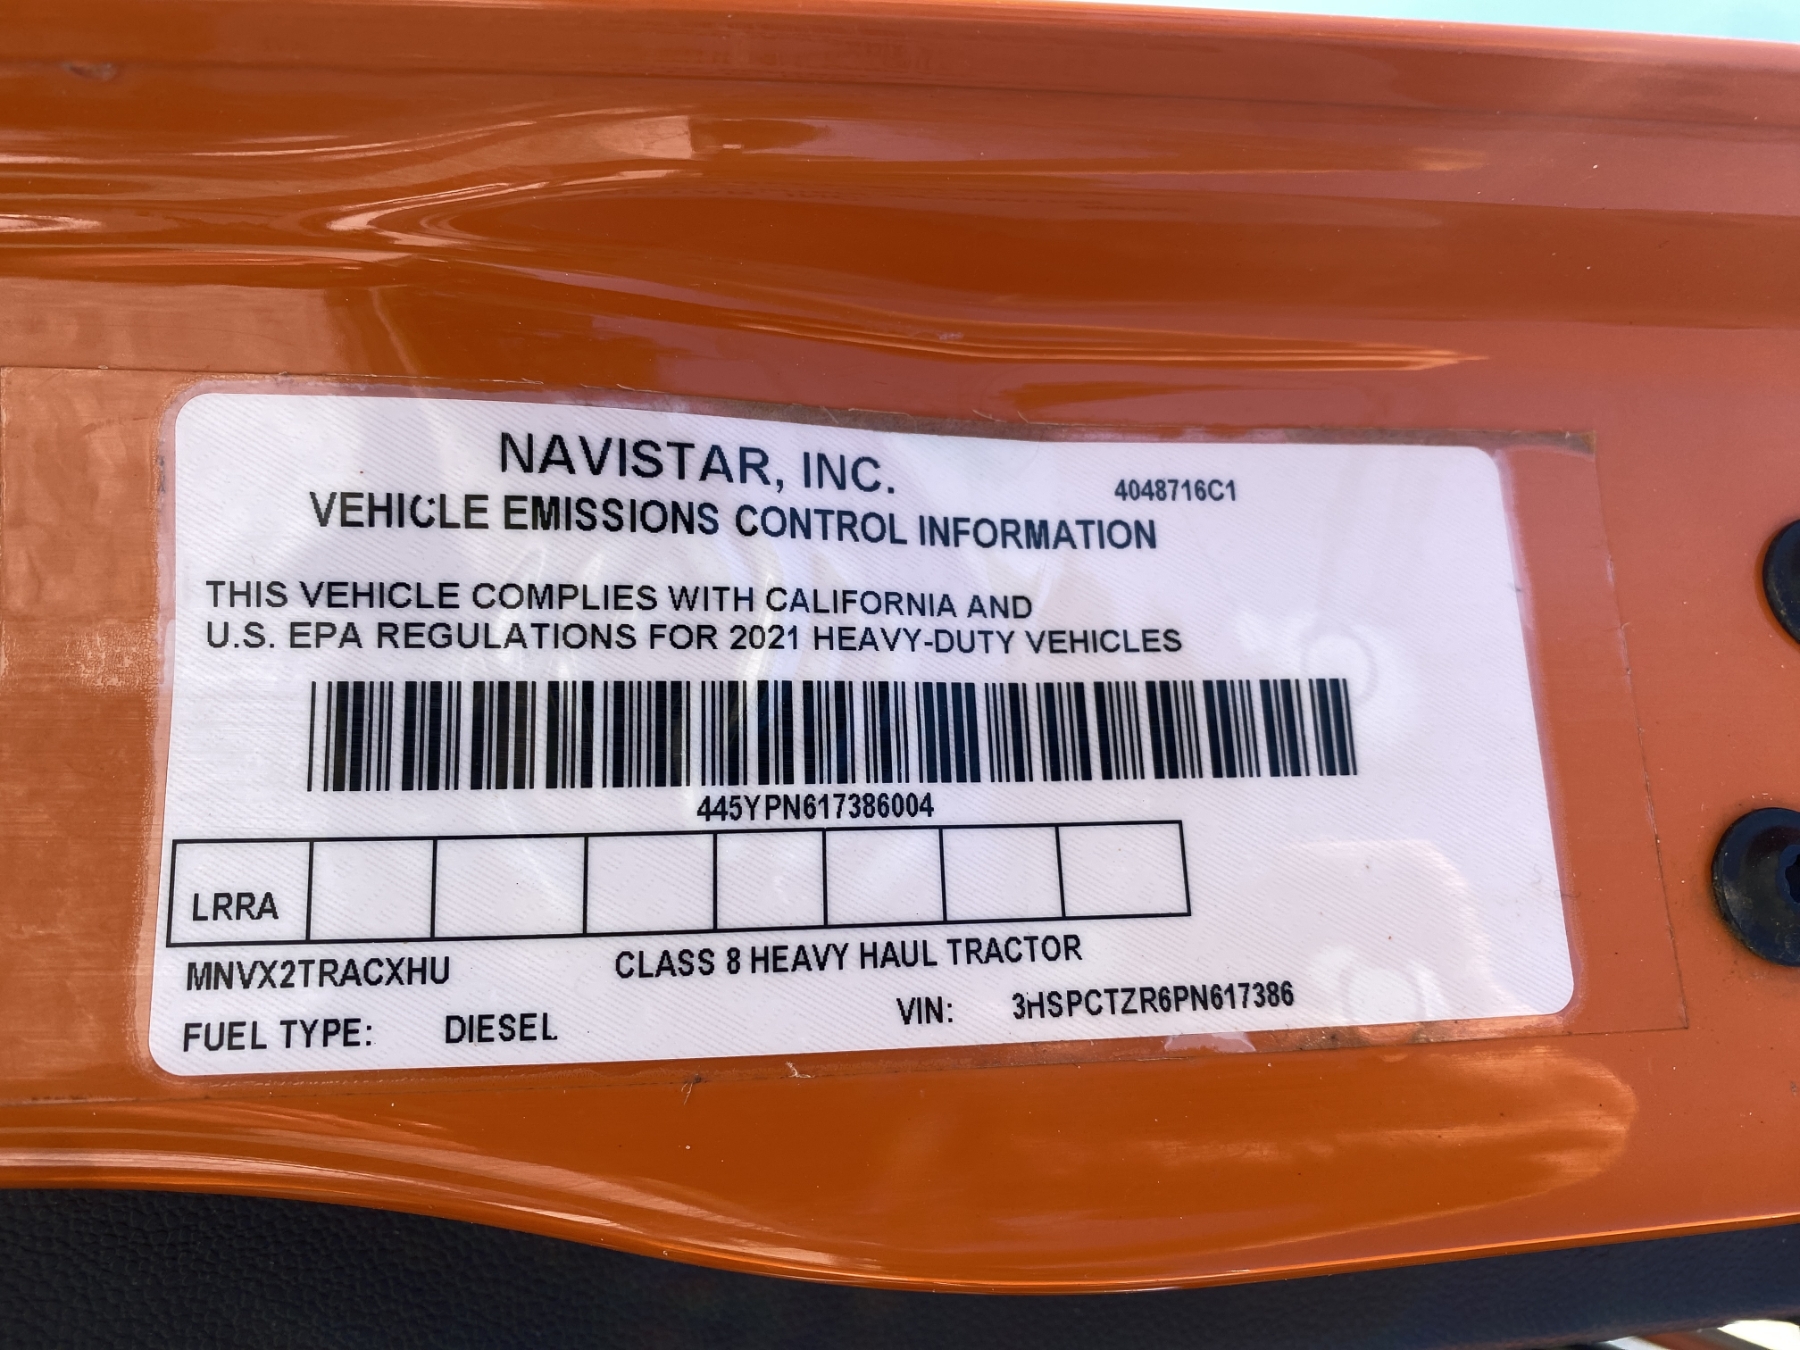 NAVISTAR, INC.
4048716C1
VEHICLE EMISSIONS CONTROL INFORMATION
THIS VEHICLE COMPLIES WITH CALIFORNIA AND
U.S. EPA REGULATIONS FOR 2021 HEAVY-DUTY VEHICLES
445YPN617386004
LRRA
MNVX2TRACXHU CLASS 8 HEAVY HAUL TRACTOR
FUEL TYPE: DIESEL VIN: 3HSPCTZR6PN617386